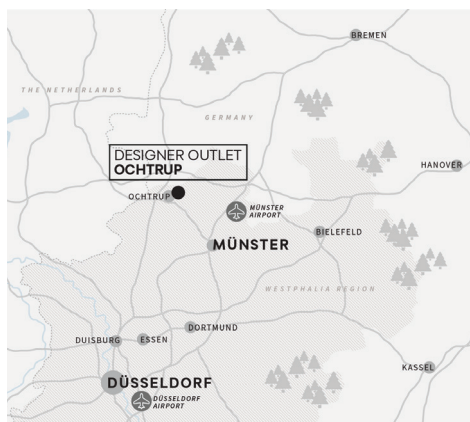 BREMEN
THE NETHERLANDS
GERMANY
DESIGNER OUTLET
OCHTRUP
HANOVER
OCHTRUP
MÜNSTER
AIRPORT
BIELEFELD
MÜNSTER
WESTPHALIA REGION
DORTMUND
DUISBURG
ESSEN
KASSEL
DÜSSELDORF
DÜSSELDORF
AIRPORT